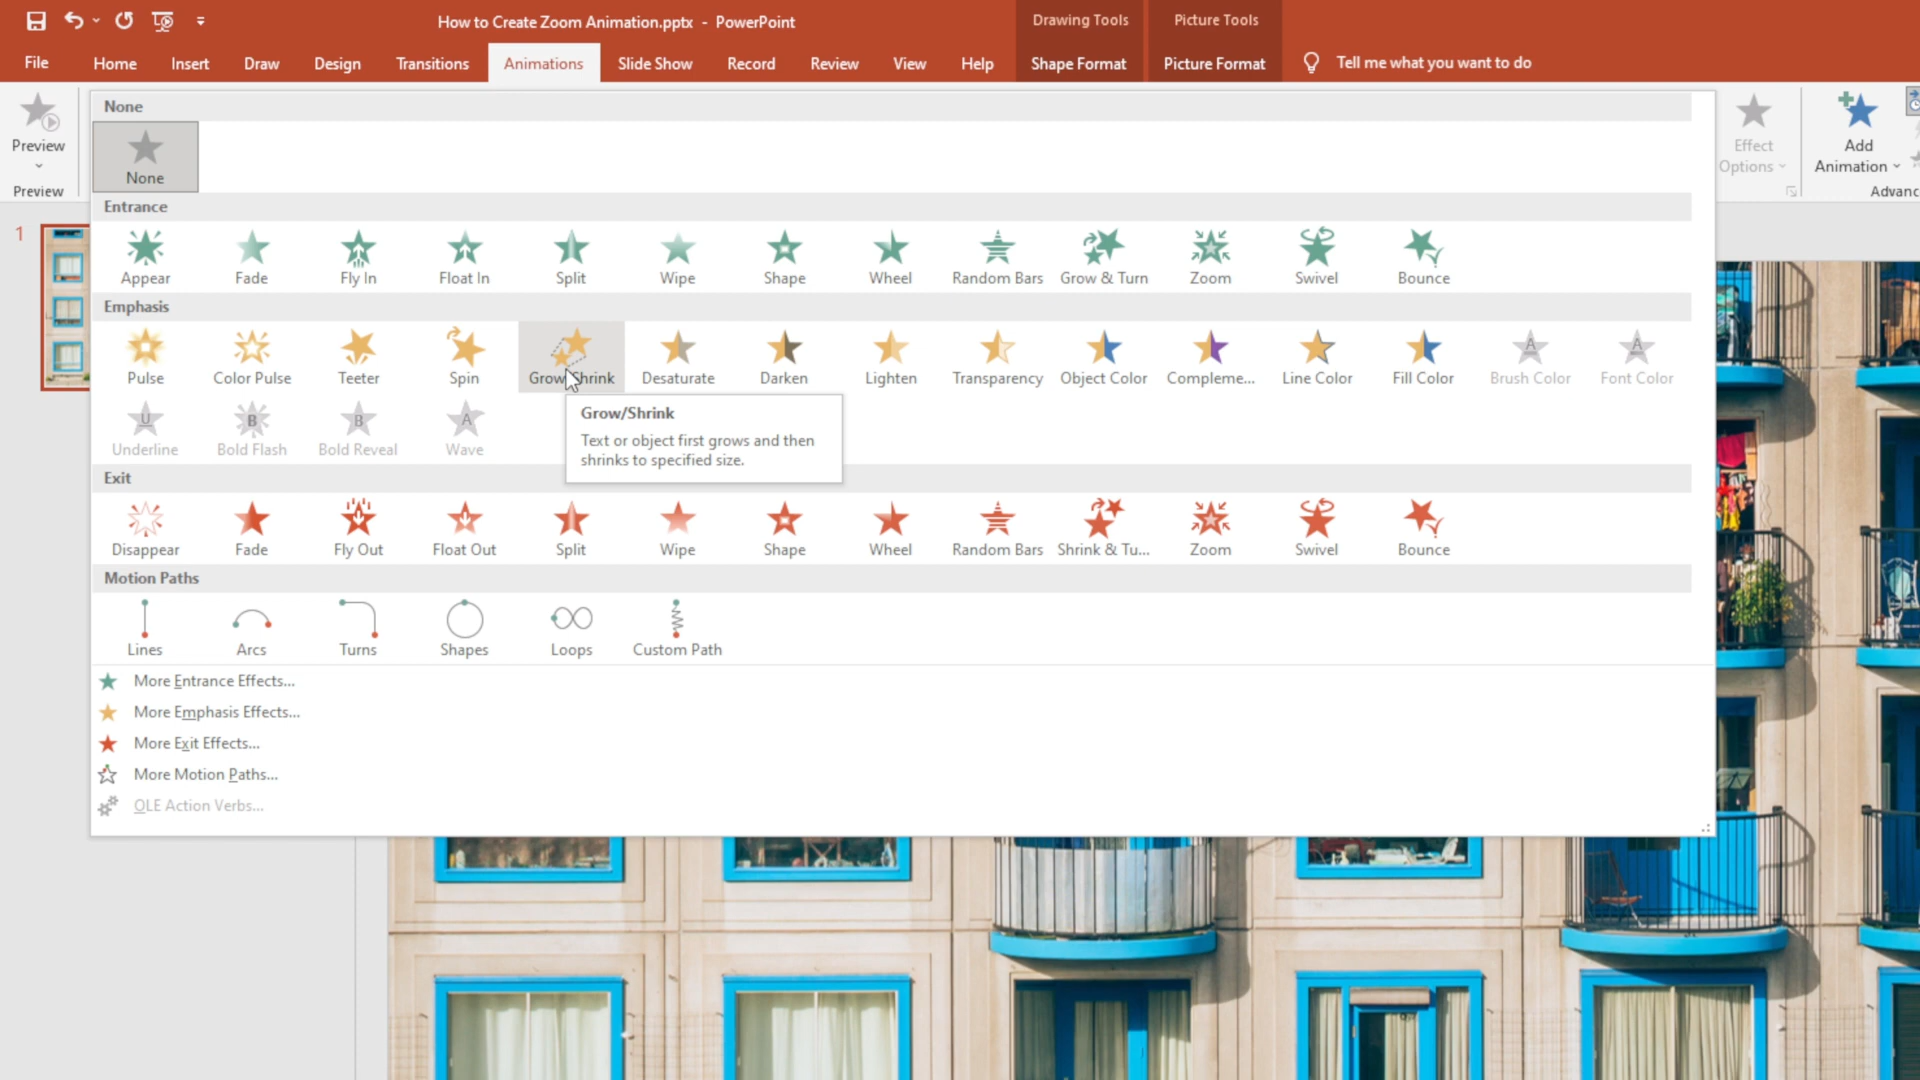 How to Create Zoom Animation.pptx - PowerPoint
Drawing Tools
Picture Tools
File
Home
Insert
Draw
Design
Transitions
Animations
Slide Show
Record
Review
View
Help
Shape Format
Picture Format
Tell me what you want to do
Preview
Preview
None
None
Effect
Options
Add
Animation
Advanc
1
Entrance
Appear
Fade
Fly In
Float In
Split
Wipe
Shape
Wheel
Random Bars
Grow & Turn
Zoom
Swivel
Bounce
Emphasis
Pulse
Color Pulse
Teeter
Spin
Grow/Shrink
Desaturate
Darken
Lighten
Transparency
Object Color
Compleme...
Line Color
Fill Color
Brush Color
Font Color
Underline
Bold Flash
Bold Reveal
Wave
Grow/Shrink
Text or object first grows and then
shrinks to specified size.
Exit
Disappear
Fade
Fly Out
Float Out
Split
Wipe
Shape
Wheel
Random Bars
Shrink & Tu...
Zoom
Swivel
Bounce
Motion Paths
Lines
Arcs
Turns
Shapes
Loops
Custom Path
More Entrance Effects...
More Emphasis Effects...
More Exit Effects...
More Motion Paths...
OLE Action Verbs...